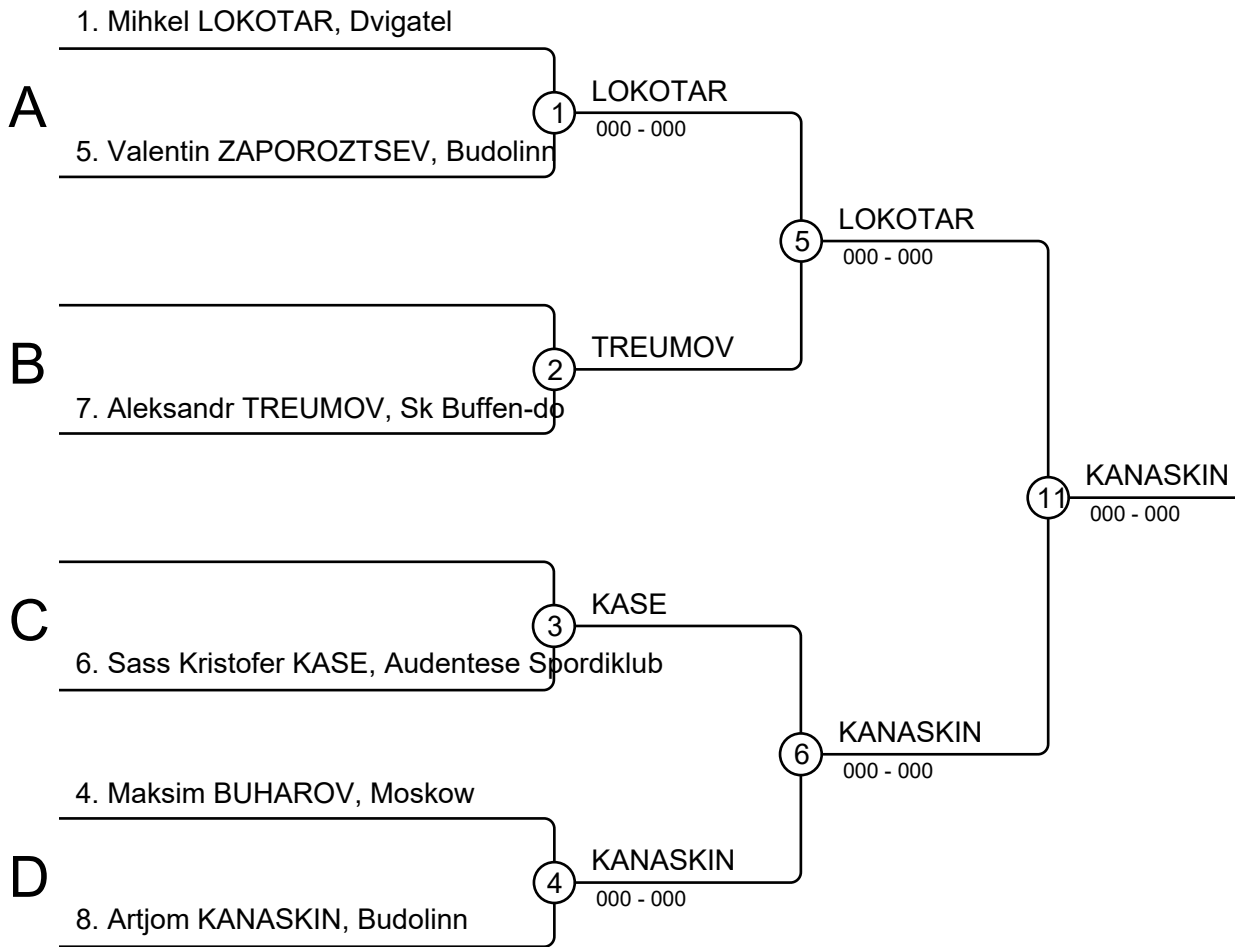 1. Mihkel LOKOTAR, Dvigatel
A
1
LOKOTAR
000 - 000
5. Valentin ZAPOROZTSEV, Budolinn
5
LOKOTAR
000 - 000
B
2
TREUMOV
7. Aleksandr TREUMOV, Sk Buffen-do
11
KANASKIN
000 - 000
C
3
KASE
6. Sass Kristofer KASE, Audentese Spordiklub
6
KANASKIN
000 - 000
4. Maksim BUHAROV, Moskow
D
4
KANASKIN
000 - 000
8. Artjom KANASKIN, Budolinn